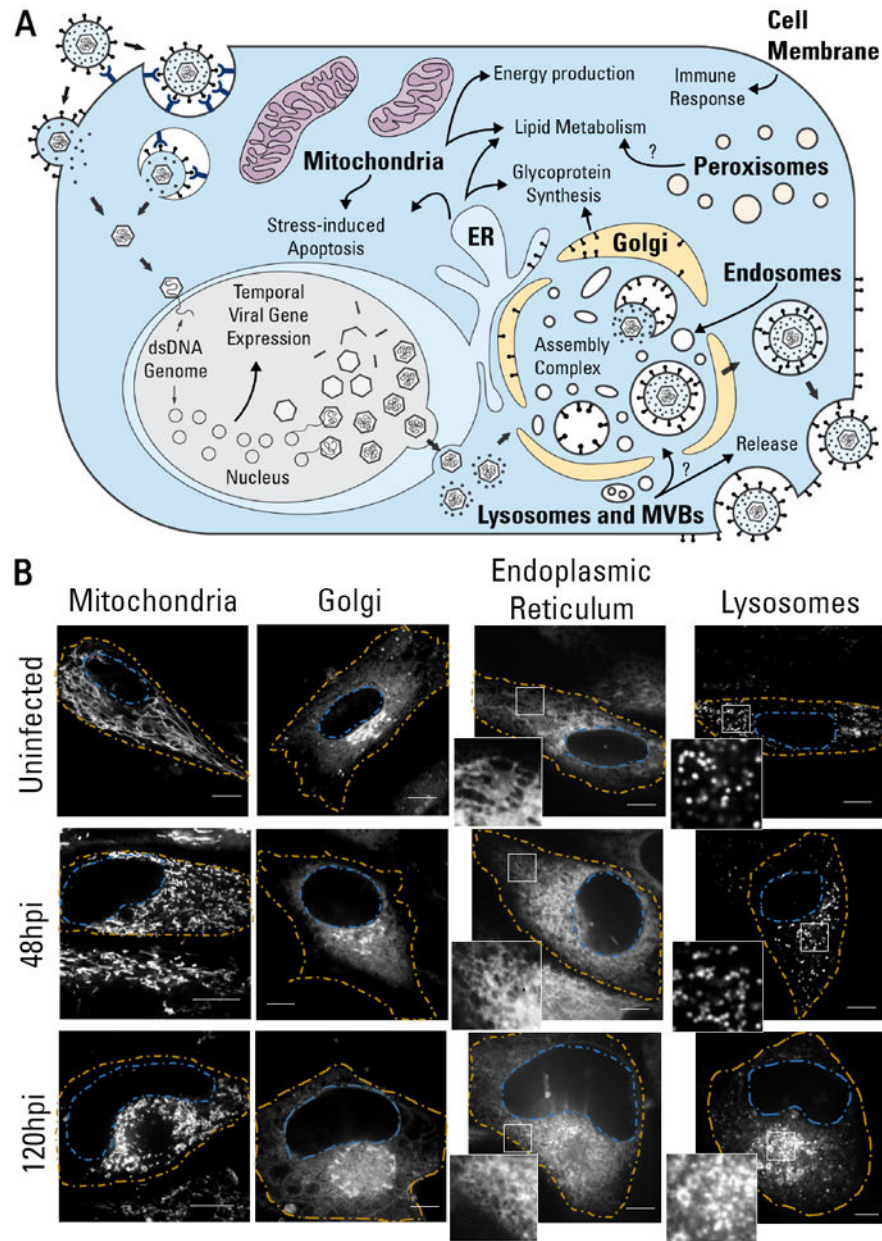 A
Cell
Membrane
Energy production
Immune
Response
Lipid Metabolism
?
Mitochondria
Peroxisomes
Glycoprotein
Synthesis
Stress-induced
Apoptosis
ER
Golgi
Endosomes
Temporal
Viral Gene
Expression
dsDNA
Genome
Assembly
Complex
Nucleus
?
Release
Lysosomes and MVBs
B
Mitochondria
Golgi
Endoplasmic
Reticulum
Lysosomes
Uninfected
48hpi
120hpi